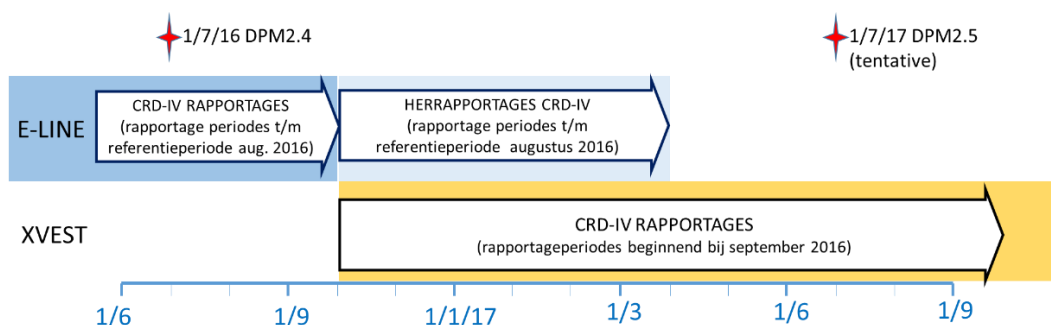 1/7/16 DPM2.4
1/7/17 DPM2.5
(tentative)
E-LINE
CRD-IV RAPPORTAGES
(rapportage periodes t/m
referentieperiode aug. 2016)
HERRAPPORTAGES CRD-IV
(rapportage periodes t/m
referentieperiode augustus 2016)
XVEST
CRD-IV RAPPORTAGES
(rapportageperiodes beginnend bij september 2016)
1/6
1/9
1/1/17
1/3
1/6
1/9